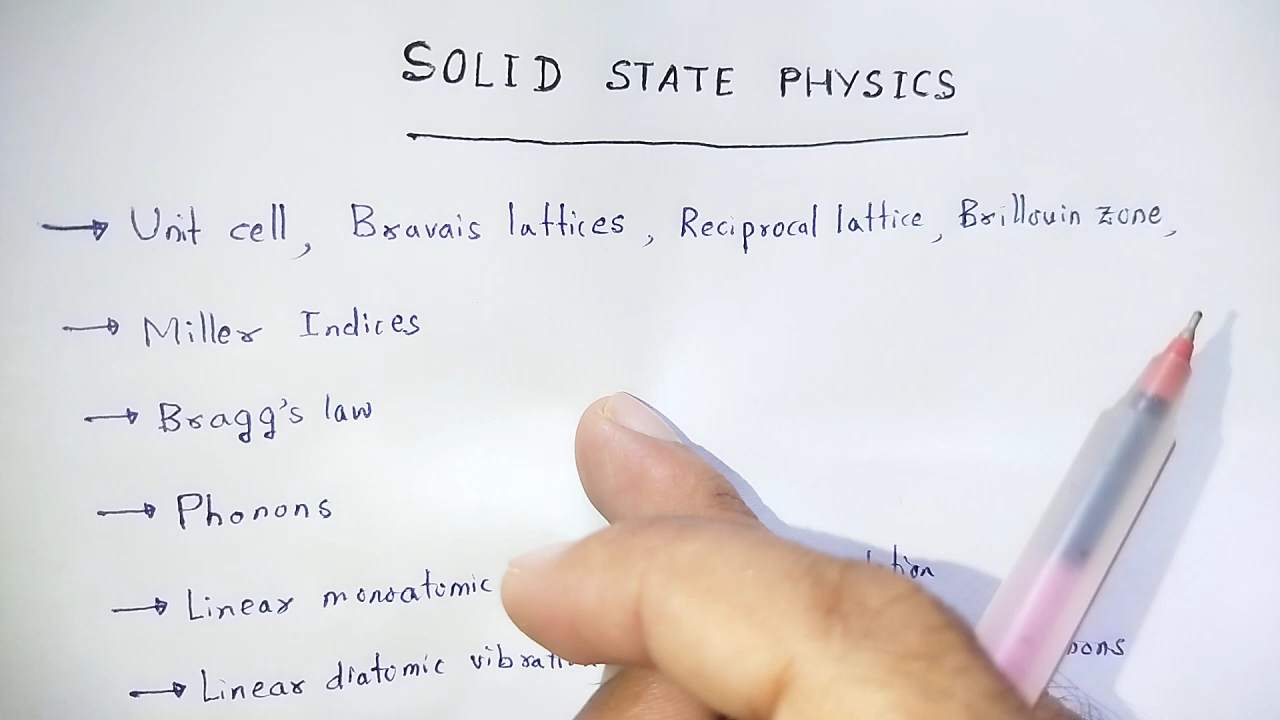 SOLID STATE PHYSICS
→ Unit cell, Bravais lattices, Reciprocal lattice, Brillouin zone,
→ Miller Indices
→ Bragg's law
→ Phonons
→ Linear monoatomic
→ Linear diatomic